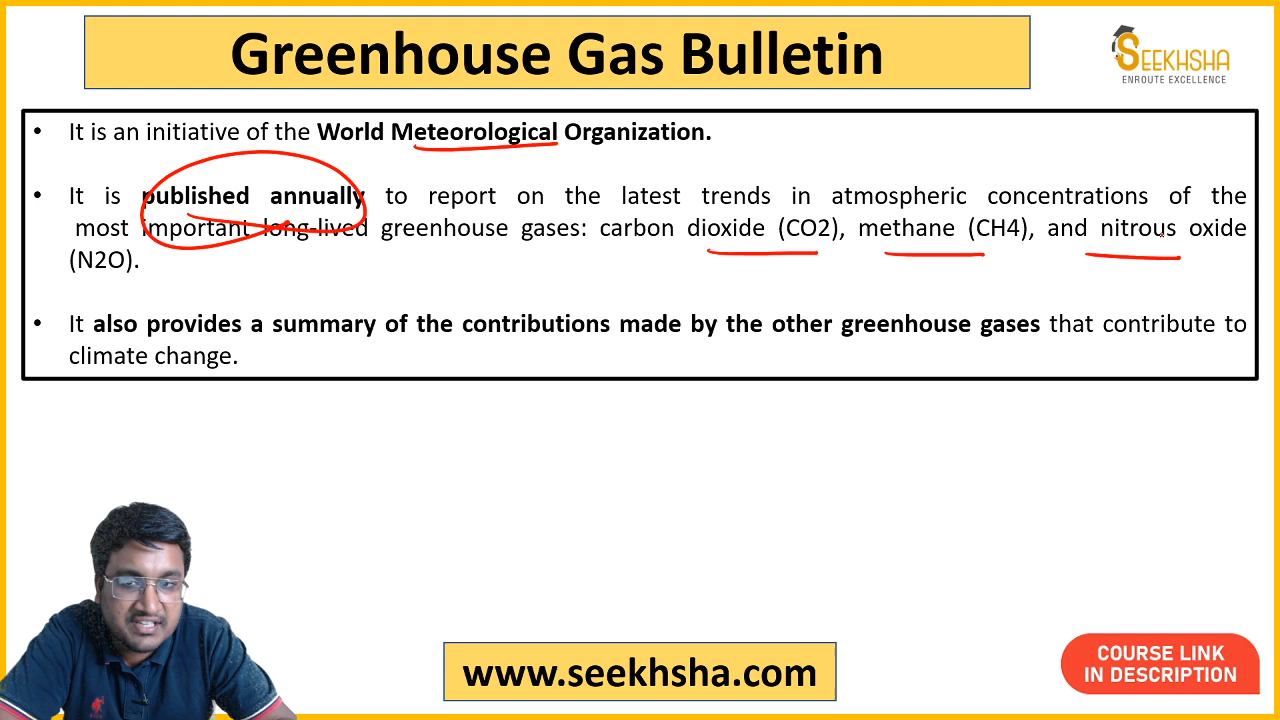 Greenhouse Gas Bulletin
SEEKHSHA
ENROUTE EXCELLENCE
• It is an initiative of the World Meteorological Organization.
• It is published annually to report on the latest trends in atmospheric concentrations of the
most important long-lived greenhouse gases: carbon dioxide (CO2), methane (CH4), and nitrous oxide
(N2O).
• It also provides a summary of the contributions made by the other greenhouse gases that contribute to
climate change.
www.seekhsha.com
COURSE LINK
IN DESCRIPTION